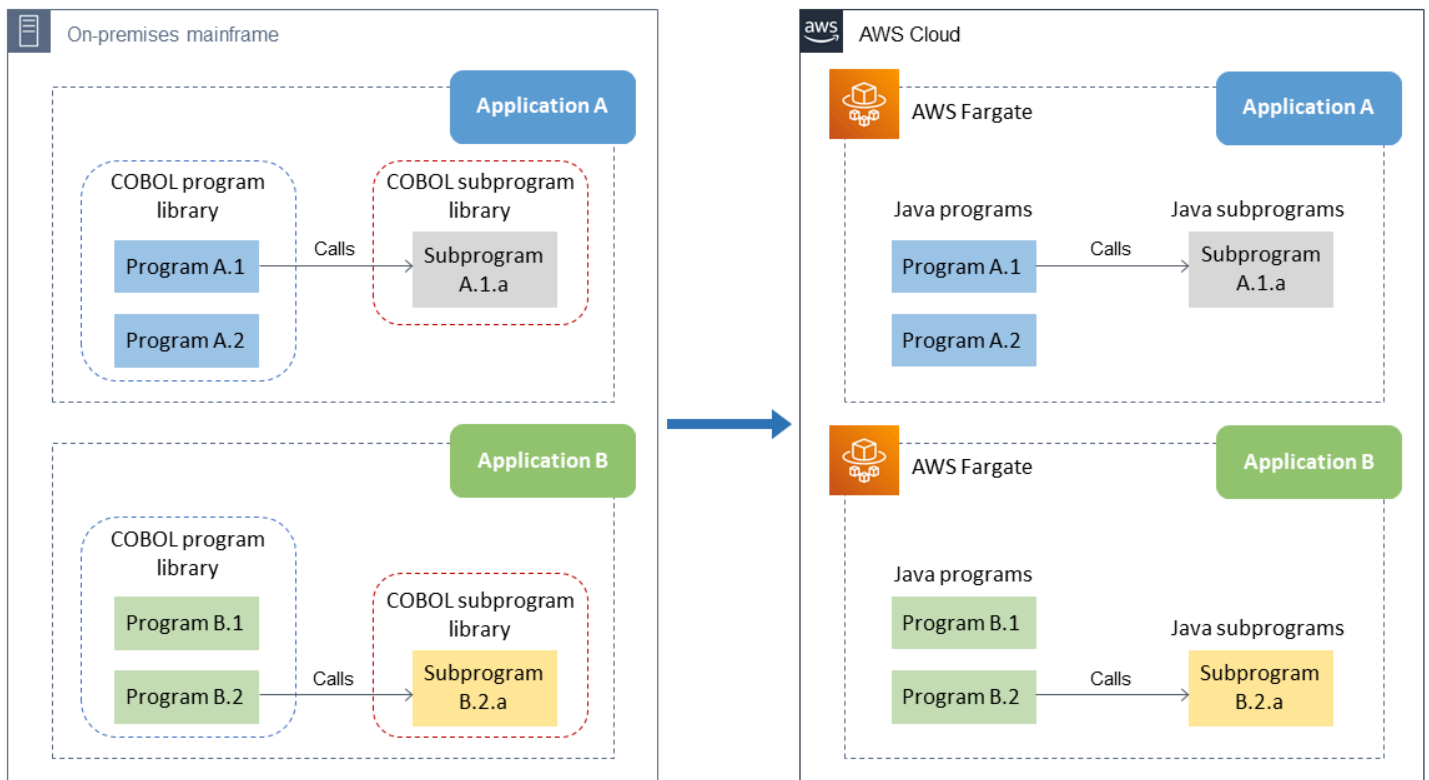 On-premises mainframe
Application A
COBOL program
library
COBOL subprogram
library
Program A.1
Calls
Subprogram
A.1.a
Program A.2
Application B
COBOL program
library
COBOL subprogram
library
Program B.1
Program B.2
Calls
Subprogram
B.2.a
aws
AWS Cloud
AWS Fargate
Application A
Java programs
Java subprograms
Program A.1
Calls
Subprogram
A.1.a
Program A.2
AWS Fargate
Application B
Java programs
Program B.1
Java subprograms
Program B.2
Calls
Subprogram
B.2.a